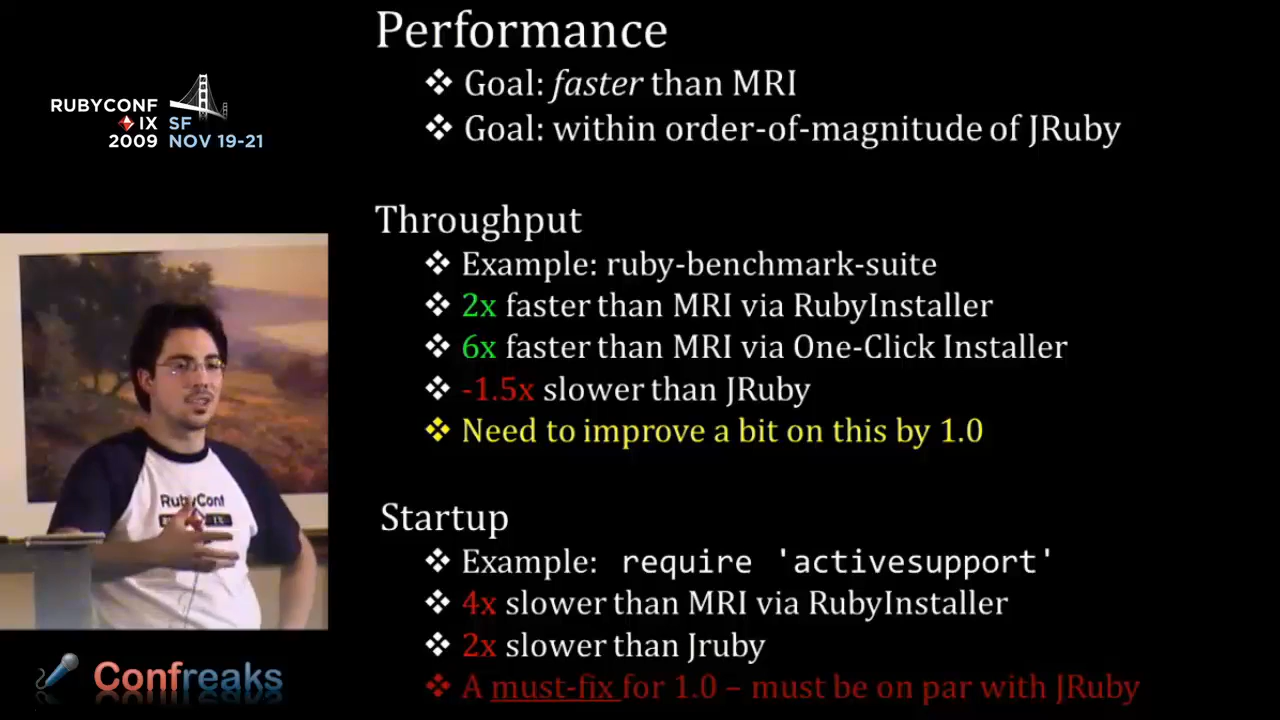 Performance
❖ Goal: faster than MRI
❖ Goal: within order-of-magnitude of JRuby
RUBYCONF
IX SF
2009 NOV 19-21
Throughput
❖ Example: ruby-benchmark-suite
❖ 2x faster than MRI via RubyInstaller
❖ 6x faster than MRI via One-Click Installer
❖ -1.5x slower than JRuby
❖ Need to improve a bit on this by 1.0
RubyConf
Startup
❖ Example: require 'activesupport'
❖ 4x slower than MRI via RubyInstaller
❖ 2x slower than Jruby
❖ A must-fix for 1.0 – must be on par with JRuby
Confreaks